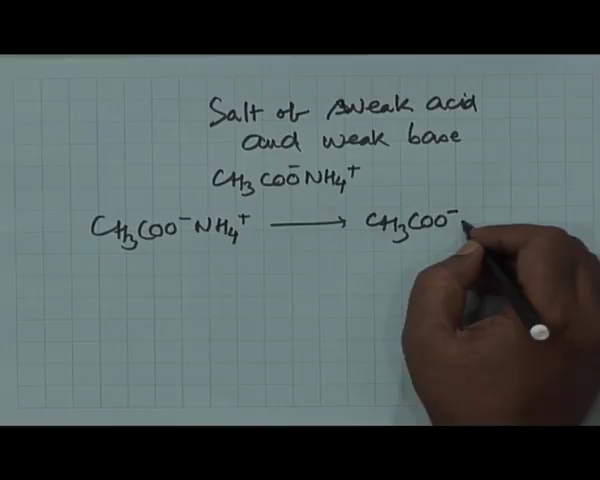 Salt of weak acid
and weak base
CH₃COO⁻NH₄⁺
CH₃COO⁻NH₄⁺ ⟶ CH₃COO⁻